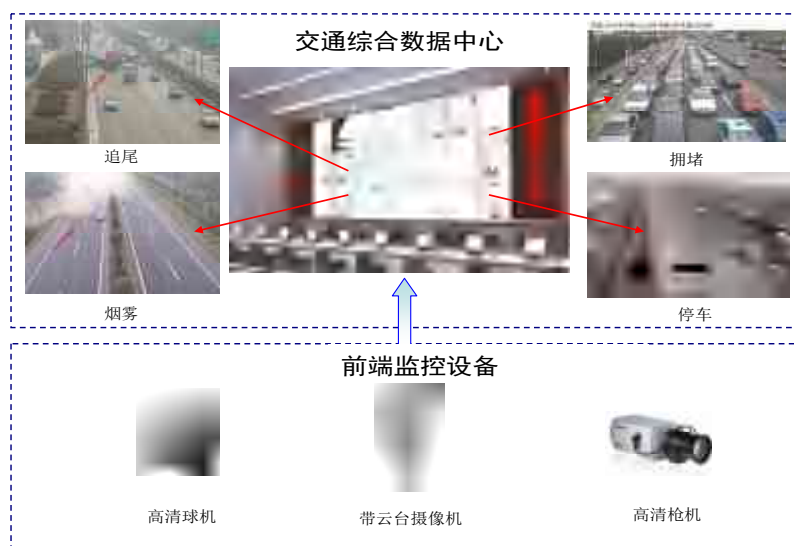 交通综合数据中心
追尾
拥堵
烟雾
停车
前端监控设备
高清球机
带云台摄像机
高清枪机